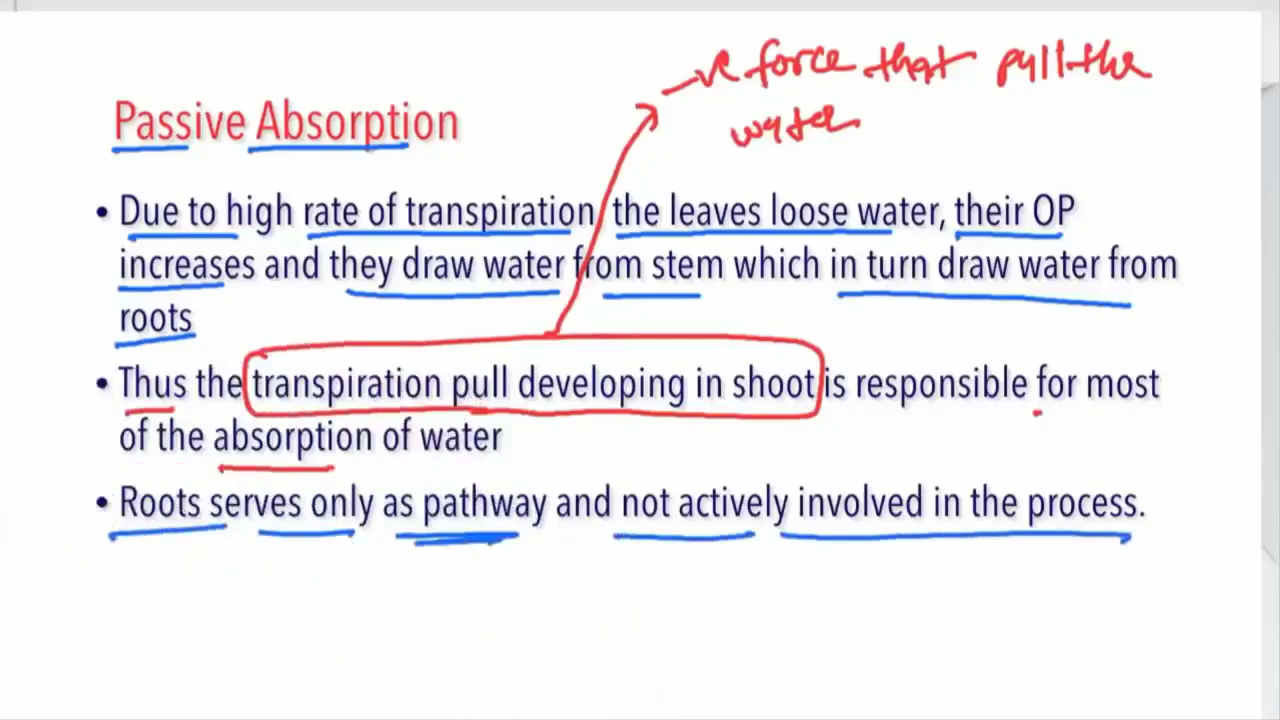 -ve force that pull the
water
Passive Absorption
• Due to high rate of transpiration the leaves loose water, their OP
increases and they draw water from stem which in turn draw water from
roots
• Thus the transpiration pull developing in shoot is responsible for most
of the absorption of water
• Roots serves only as pathway and not actively involved in the process.